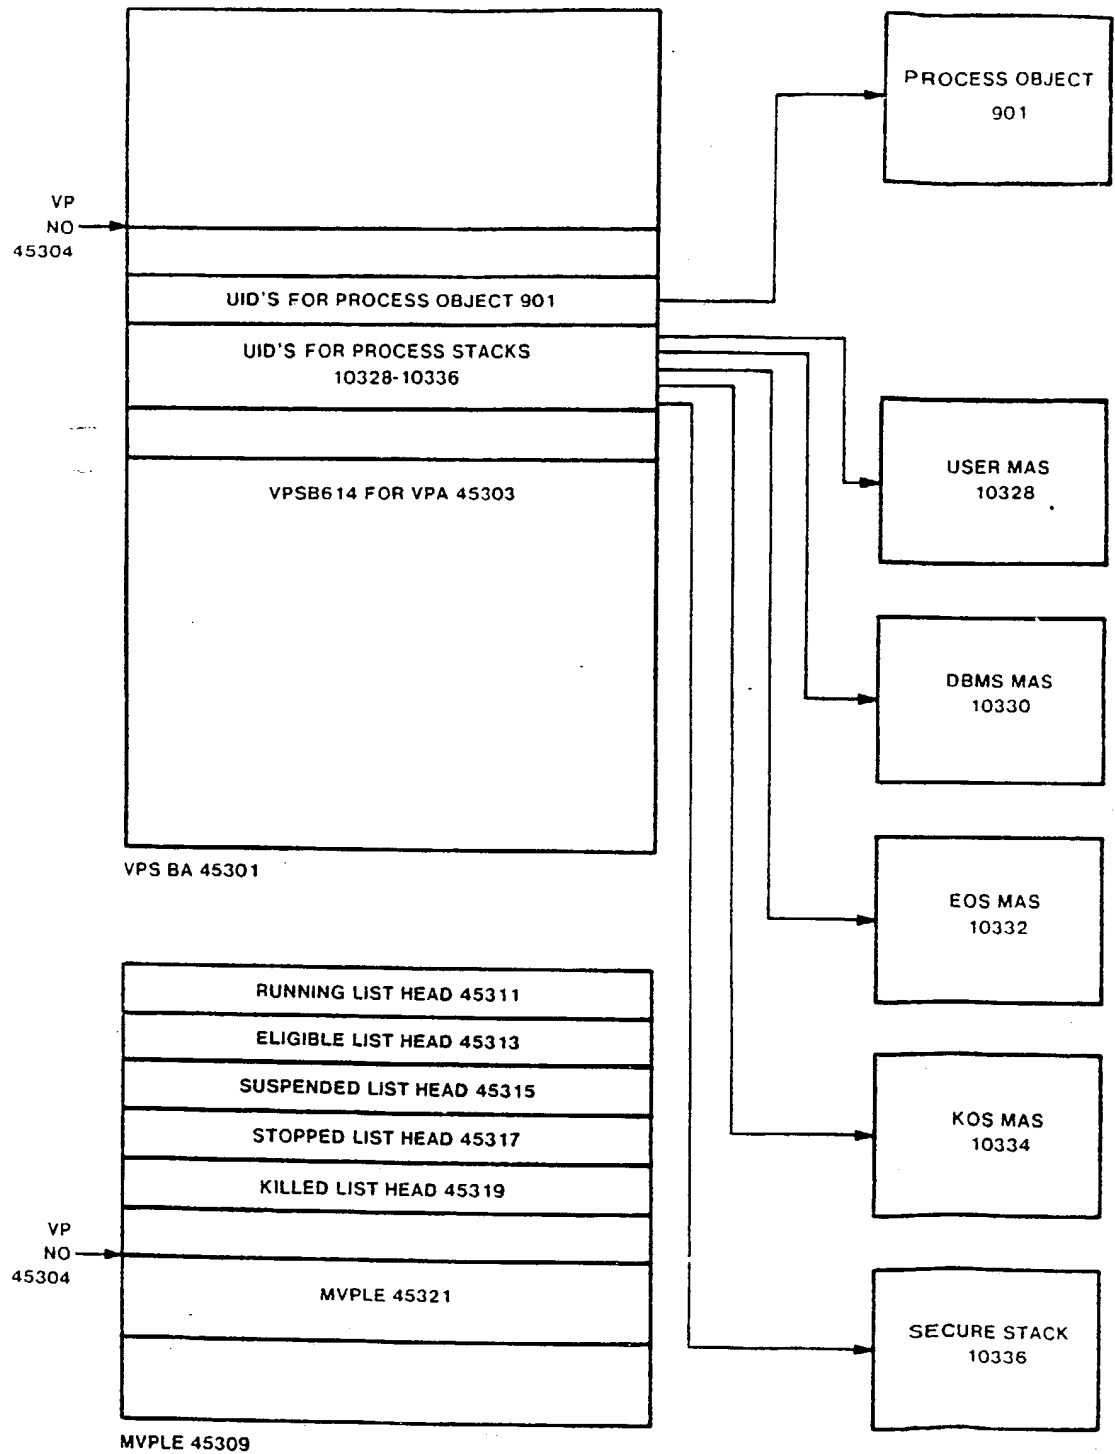 PROCESS OBJECT
901
VP
NO
45304
UID'S FOR PROCESS OBJECT 901
UID'S FOR PROCESS STACKS
10328-10336
VPSB614 FOR VPA 45303
USER MAS
10328
DBMS MAS
10330
VPS BA 45301
EOS MAS
10332
RUNNING LIST HEAD 45311
ELIGIBLE LIST HEAD 45313
SUSPENDED LIST HEAD 45315
STOPPED LIST HEAD 45317
KILLED LIST HEAD 45319
KOS MAS
10334
VP
NO
45304
MVPLE 45321
SECURE STACK
10336
MVPLE 45309